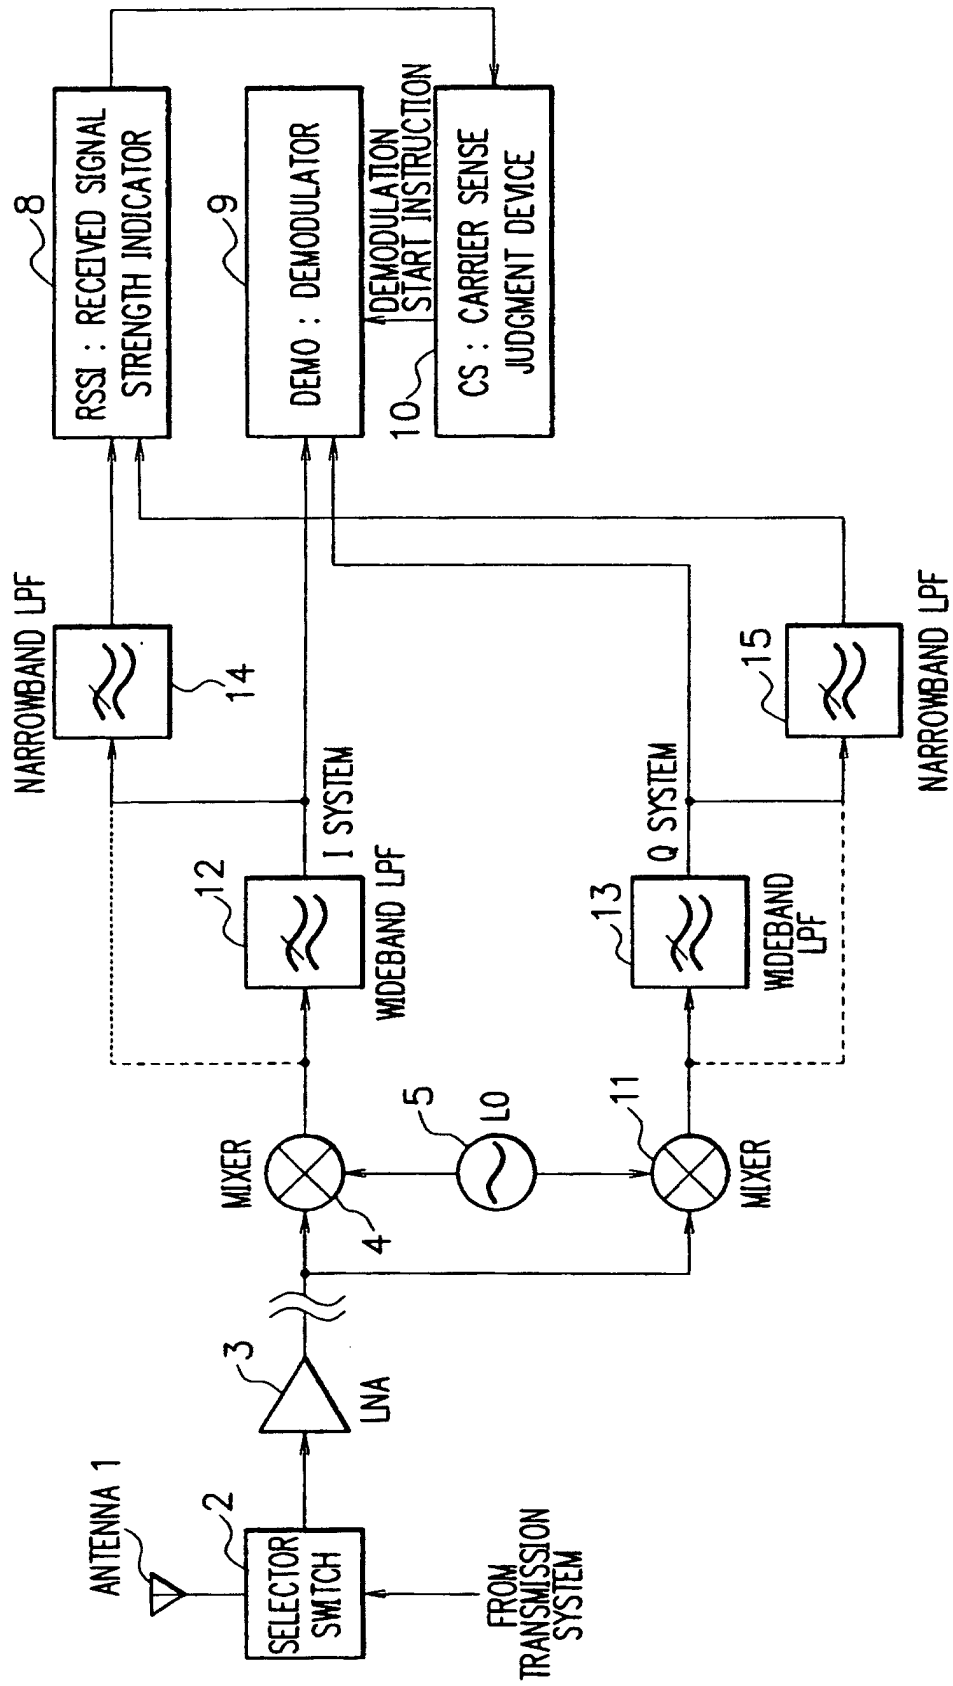 ANTENNA 1
2
SELECTOR
SWITCH
FROM
TRANSMISSION
SYSTEM
3
LNA
MIXER
4
5
LO
11
MIXER
12
WIDEBAND LPF
I SYSTEM
13
WIDEBAND
LPF
Q SYSTEM
NARROWBAND LPF
14
15
NARROWBAND LPF
8
RSSI : RECEIVED SIGNAL
STRENGTH INDICATOR
9
DEMO : DEMODULATOR
DEMODULATION
START INSTRUCTION
10
CS : CARRIER SENSE
JUDGMENT DEVICE